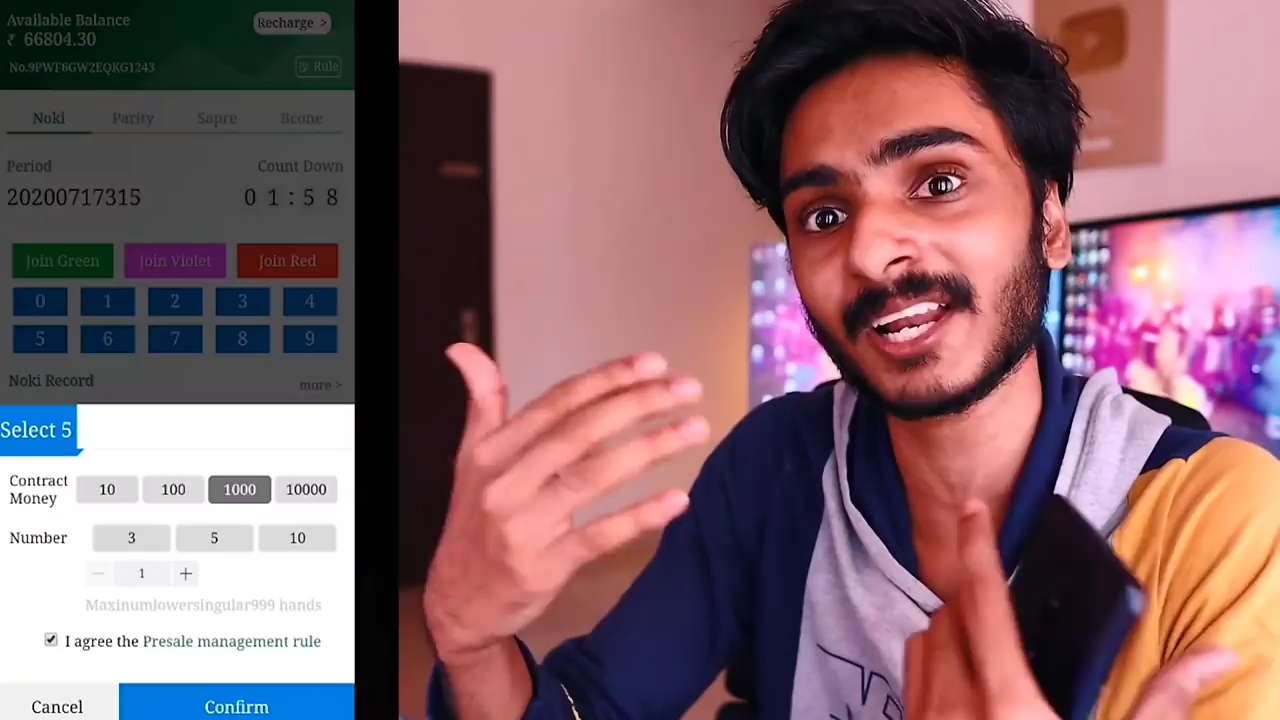 Available Balance
Recharge >
₹ 66804.30
No.9PWF6GW2EQKG1243
Rule
Noki Parity Sapre Bcone
Period
Count Down
20200717315
0 1 : 5 8
Join Green Join Violet Join Red
0 1 2 3 4
5 6 7 8 9
Noki Record
more >
Select 5
Contract
Money
10 100 1000 10000
Number
3 5 10
− 1 +
Maxinumlowersingular999 hands
I agree the Presale management rule
Cancel Confirm